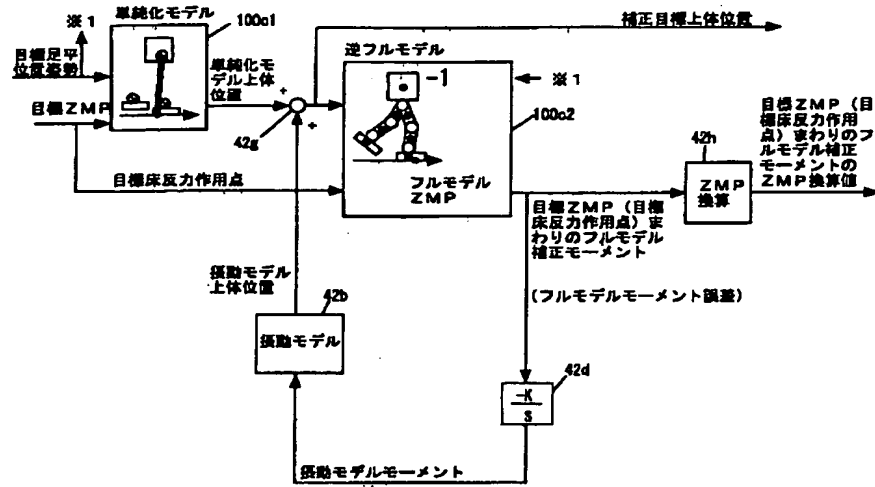 ※1
単純化モデル
100c1
補正目標上体位置
目標足平
位置姿勢
単純化モ
デル上体
位置
逆フルモデル
-1
※1
100c2
目標ZMP
+
+
42g
目標床反力作用点
フルモデル
ZMP
42h
ZMP
換算
目標ZMP（目
標床反力作用
点）まわりのフ
ルモデル補正
モーメントの
ZMP換算値
目標ZMP（目標
床反力作用点）ま
わりのフルモデル
補正モーメント
（フルモデルモーメント誤差）
摂動モデル
上体位置
42b
摂動モデル
42d
-K
S
摂動モデルモーメント